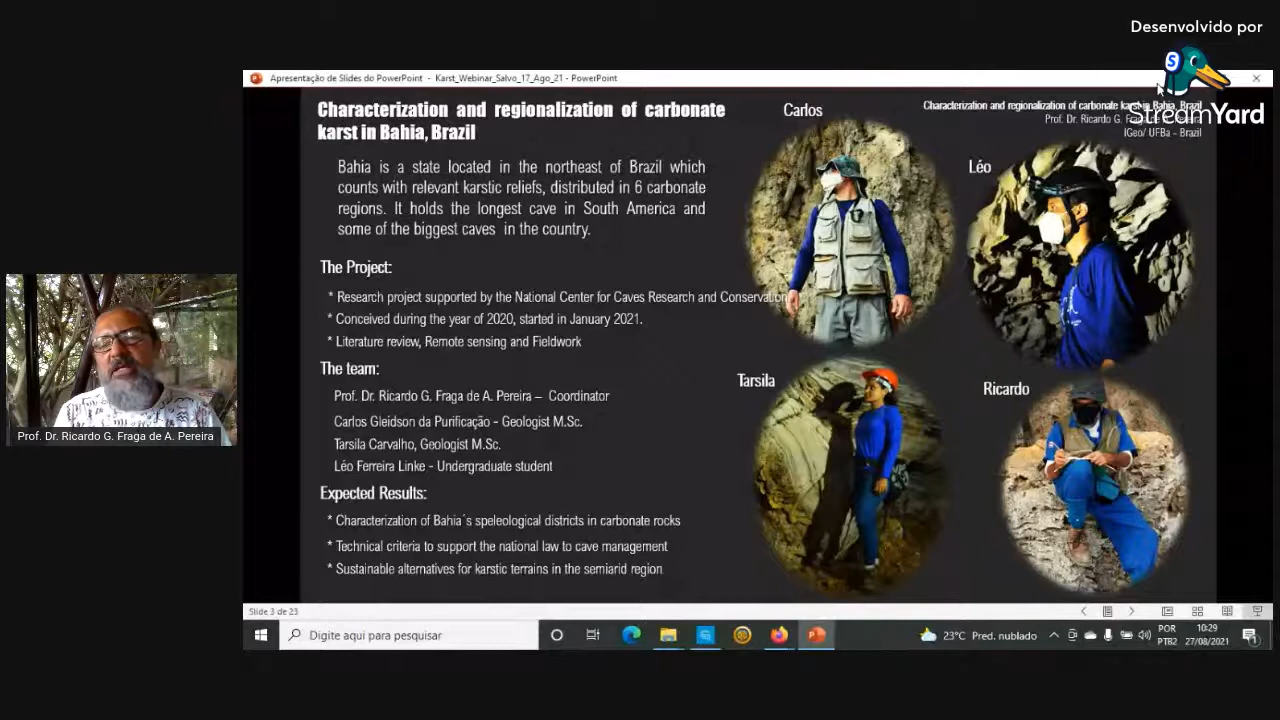 Desenvolvido por
StreamYard
Apresentação de Slides do PowerPoint - Karst_Webinar_Salvo_17_Ago_21 - PowerPoint
Characterization and regionalization of carbonate
karst in Bahia, Brazil
Characterization and regionalization of carbonate karst in Bahia, Brazil
Prof. Dr. Ricardo G.
IGeo/ UFBa - Brazil
Carlos
Léo
Bahia is a state located in the northeast of Brazil which
counts with relevant karstic reliefs, distributed in 6 carbonate
regions. It holds the longest cave in South America and
some of the biggest caves in the country.
The Project:
* Research project supported by the National Center for Caves Research and Conservation
* Conceived during the year of 2020, started in January 2021.
* Literature review, Remote sensing and Fieldwork
The team:
Tarsila
Ricardo
Prof. Dr. Ricardo G. Fraga de A. Pereira – Coordinator
Carlos Gleidson da Purificação - Geologist M.Sc.
Tarsila Carvalho, Geologist M.Sc.
Léo Ferreira Linke - Undergraduate student
Prof. Dr. Ricardo G. Fraga de A. Pereira
Expected Results:
* Characterization of Bahia´s speleological districts in carbonate rocks
* Technical criteria to support the national law to cave management
* Sustainable alternatives for karstic terrains in the semiarid region
Slide 3 de 23
Digite aqui para pesquisar
23°C Pred. nublado
POR
PTB2
10:29
27/08/2021